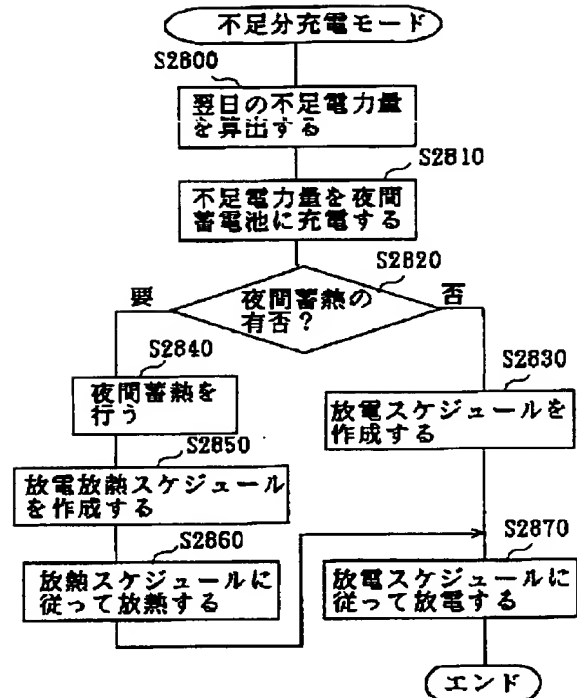 不足分充電モード
S2800
翌日の不足電力量
を算出する
S2810
不足電力量を夜間
蓄電池に充電する
S2820
夜間蓄熱の
有否?
要
否
S2840
夜間蓄熱を
行う
S2830
放電スケジュールを
作成する
S2850
放電放熱スケジュール
を作成する
S2860
放熱スケジュールに
従って放熱する
S2870
放電スケジュールに
従って放電する
エンド